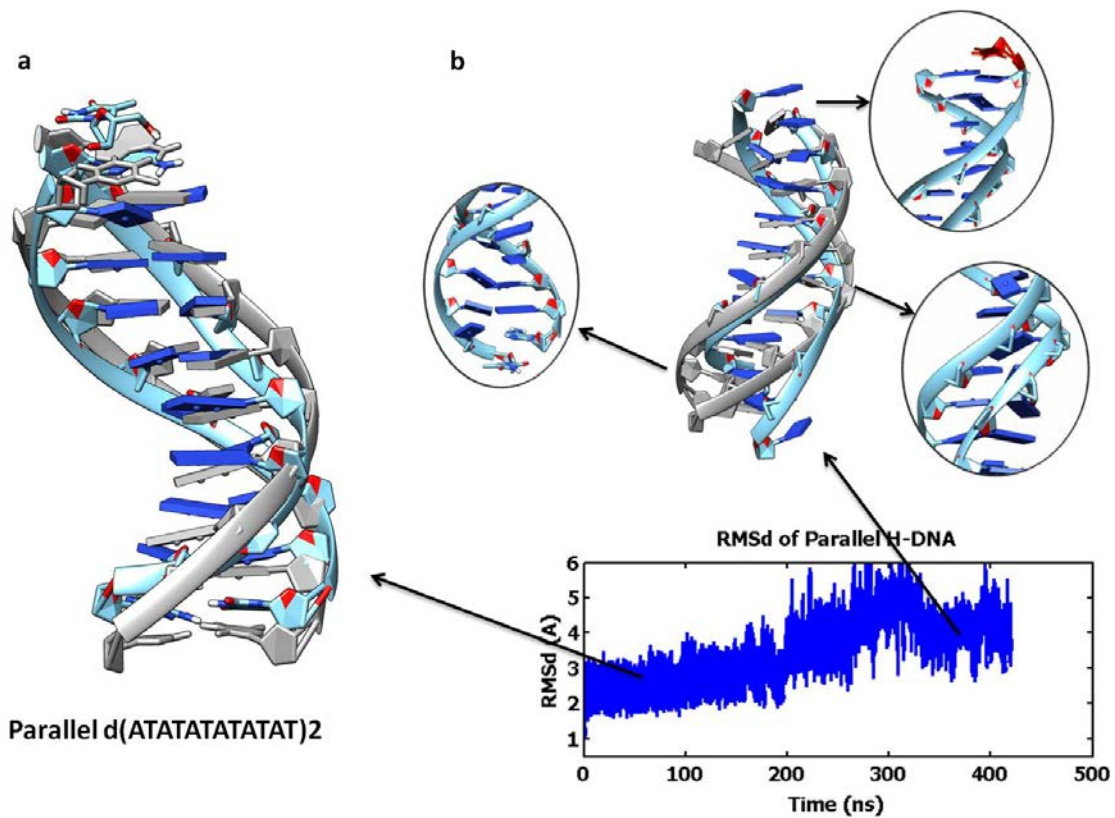 a
b
Parallel d(ATATATATATAT)2
RMSd of Parallel H-DNA
RMSd (A)
6
5
4
3
2
1
0
100
200
300
400
500
Time (ns)